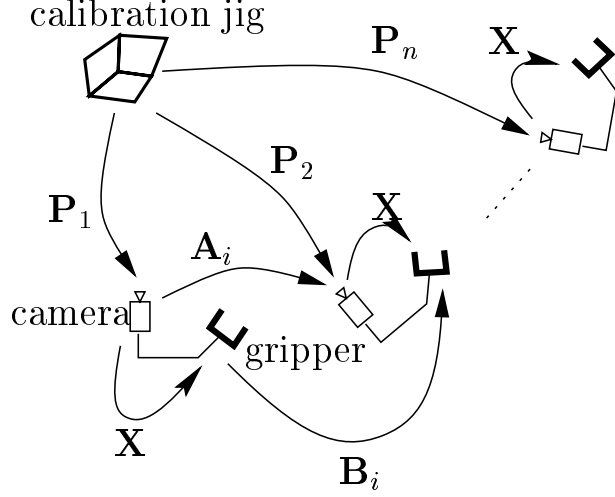 calibration jig
P_n
X
P_2
X
P_1
A_i
camera
gripper
X
B_i